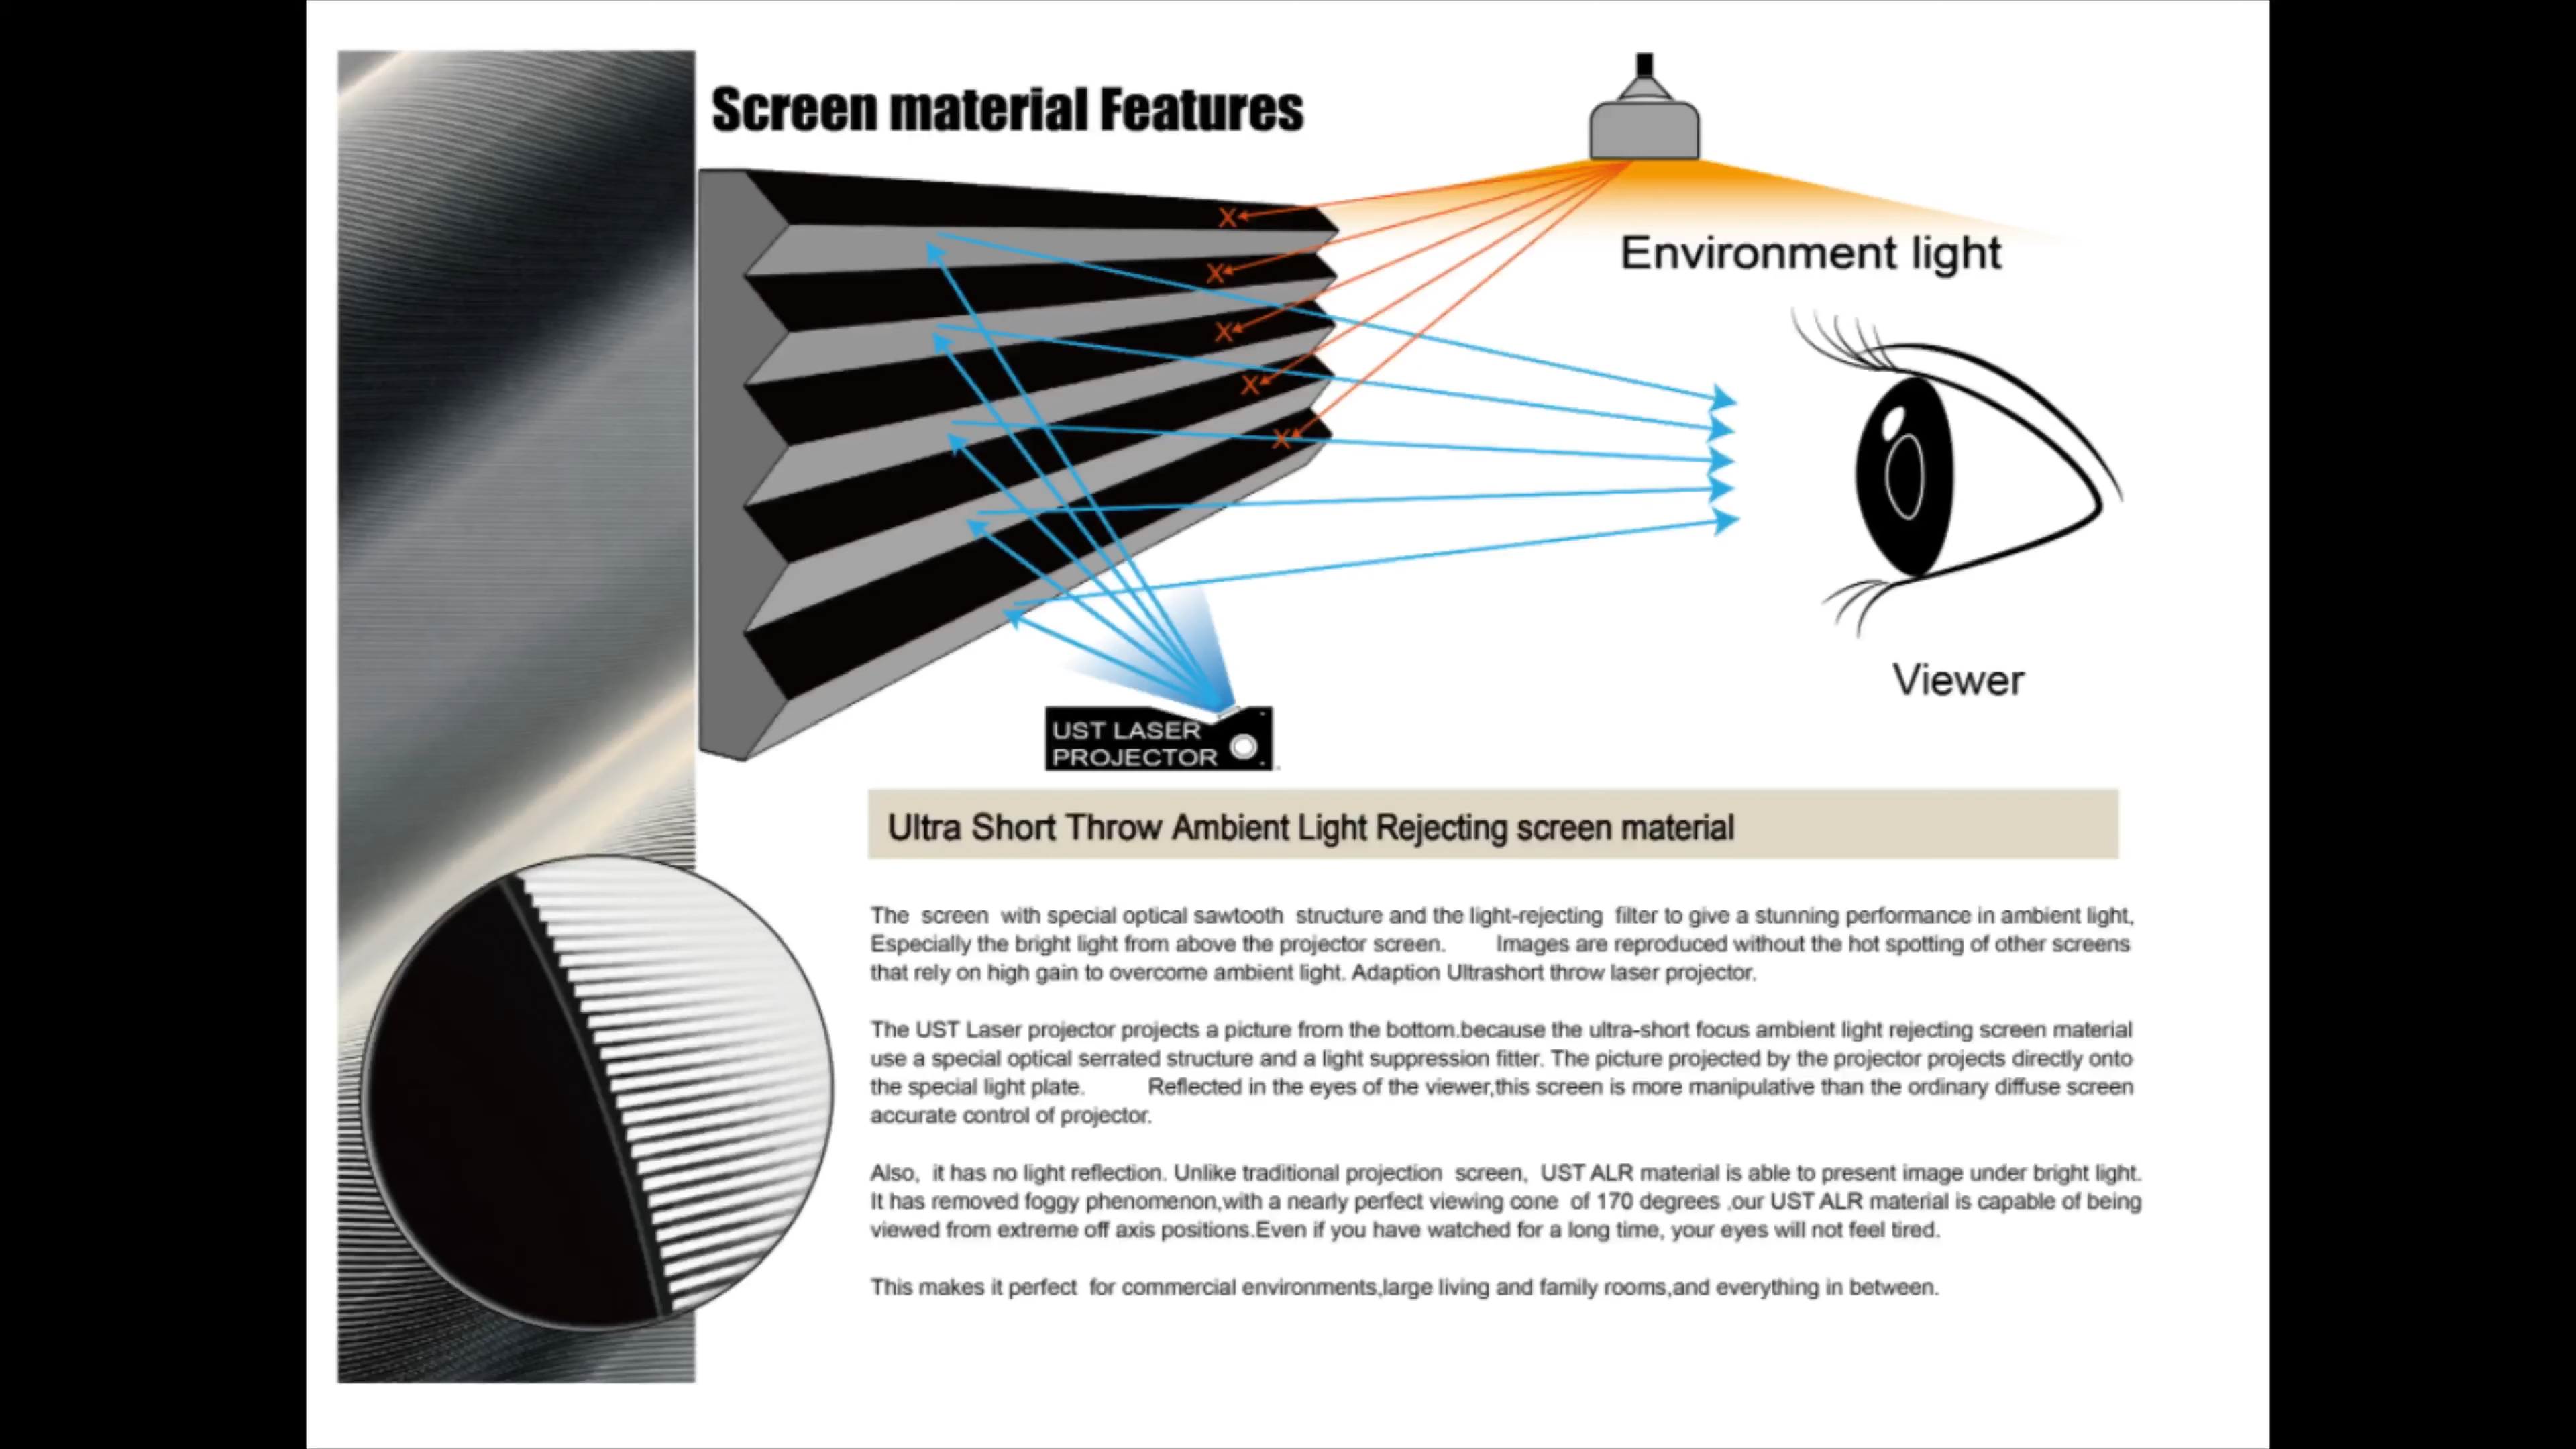 Screen material Features
Environment light
Viewer
UST LASER
PROJECTOR
Ultra Short Throw Ambient Light Rejecting screen material
The screen with special optical sawtooth structure and the light-rejecting filter to give a stunning performance in ambient light,
Especially the bright light from above the projector screen. Images are reproduced without the hot spotting of other screens
that rely on high gain to overcome ambient light. Adaption Ultrashort throw laser projector.
The UST Laser projector projects a picture from the bottom.because the ultra-short focus ambient light rejecting screen material
use a special optical serrated structure and a light suppression fitter. The picture projected by the projector projects directly onto
the special light plate. Reflected in the eyes of the viewer,this screen is more manipulative than the ordinary diffuse screen
accurate control of projector.
Also, it has no light reflection. Unlike traditional projection screen, UST ALR material is able to present image under bright light.
It has removed foggy phenomenon,with a nearly perfect viewing cone of 170 degrees ,our UST ALR material is capable of being
viewed from extreme off axis positions.Even if you have watched for a long time, your eyes will not feel tired.
This makes it perfect for commercial environments,large living and family rooms,and everything in between.